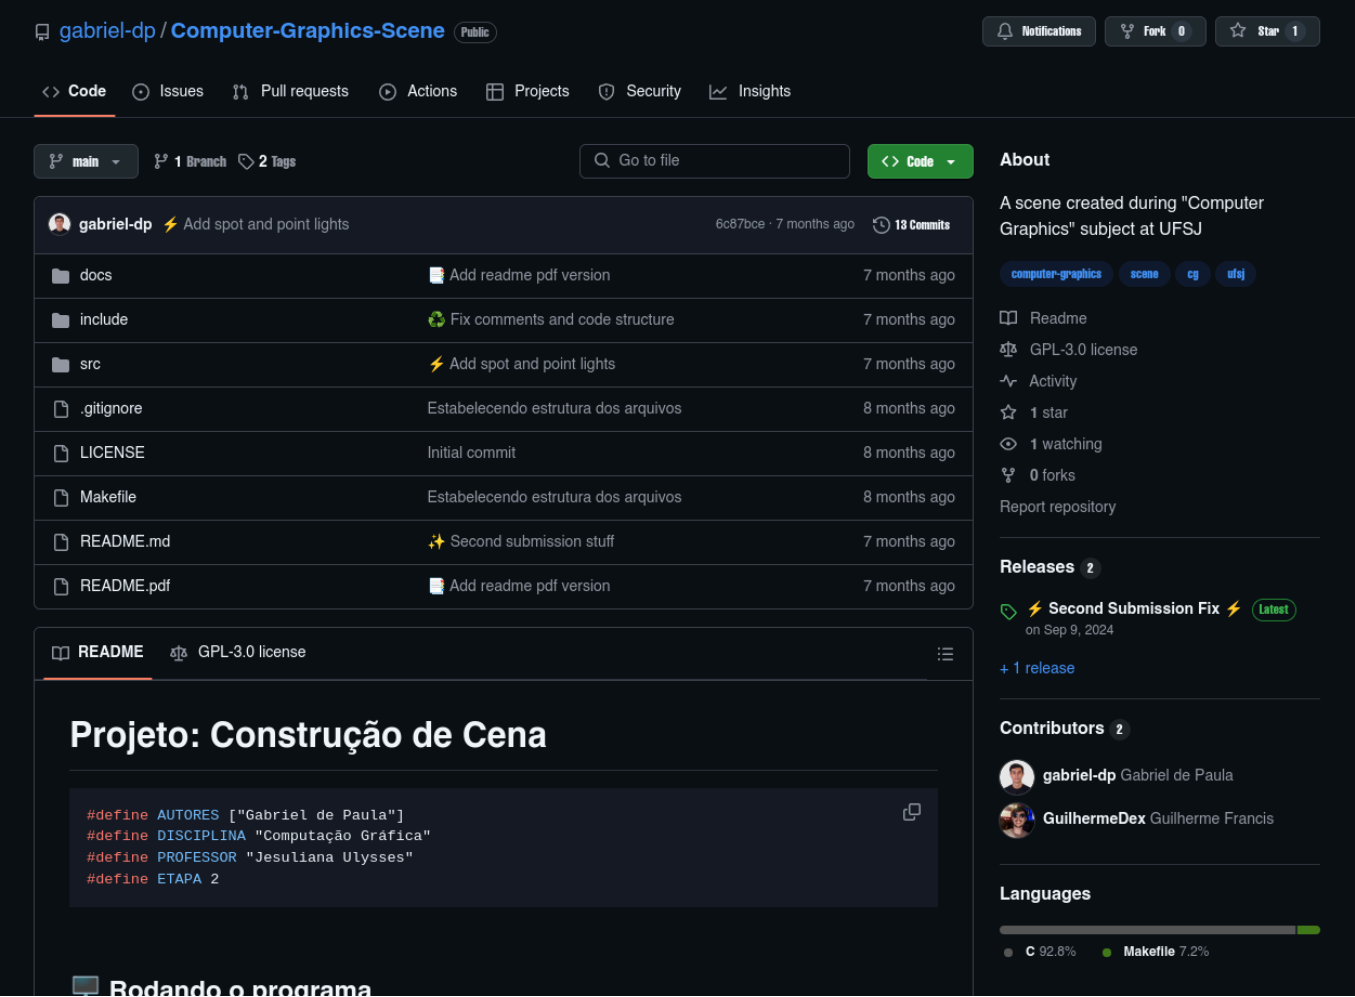 gabriel-dp / Computer-Graphics-Scene Public
Notifications Fork 0 Star 1
Code Issues Pull requests Actions Projects Security Insights
main 1 Branch 2 Tags Go to file Code
gabriel-dp ⚡ Add spot and point lights 6c87bce · 7 months ago 13 Commits
docs 📑 Add readme pdf version 7 months ago
include ♻️ Fix comments and code structure 7 months ago
src ⚡ Add spot and point lights 7 months ago
.gitignore Estabelecendo estrutura dos arquivos 8 months ago
LICENSE Initial commit 8 months ago
Makefile Estabelecendo estrutura dos arquivos 8 months ago
README.md ✨ Second submission stuff 7 months ago
README.pdf 📑 Add readme pdf version 7 months ago
README GPL-3.0 license
Projeto: Construção de Cena
#define AUTORES ["Gabriel de Paula"]
#define DISCIPLINA "Computação Gráfica"
#define PROFESSOR "Jesuliana Ulysses"
#define ETAPA 2
🖥️ Rodando o programa
About
A scene created during "Computer
Graphics" subject at UFSJ
computer-graphics scene cg ufsj
Readme
GPL-3.0 license
Activity
1 star
1 watching
0 forks
Report repository
Releases 2
⚡ Second Submission Fix ⚡ Latest
on Sep 9, 2024
+ 1 release
Contributors 2
gabriel-dp Gabriel de Paula
GuilhermeDex Guilherme Francis
Languages
C 92.8% Makefile 7.2%